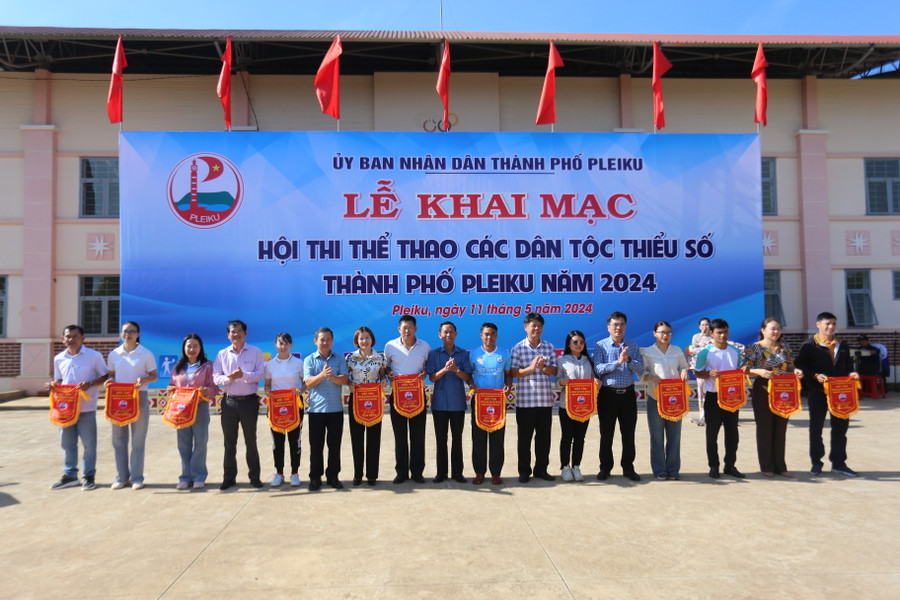 ỦY BAN NHÂN DÂN THÀNH PHỐ PLEIKU
LỄ KHAI MẠC
HỘI THI THỂ THAO CÁC DÂN TỘC THIỂU SỐ
THÀNH PHỐ PLEIKU NĂM 2024
Pleiku, ngày 11 tháng 5 năm 2024
PLEIKU